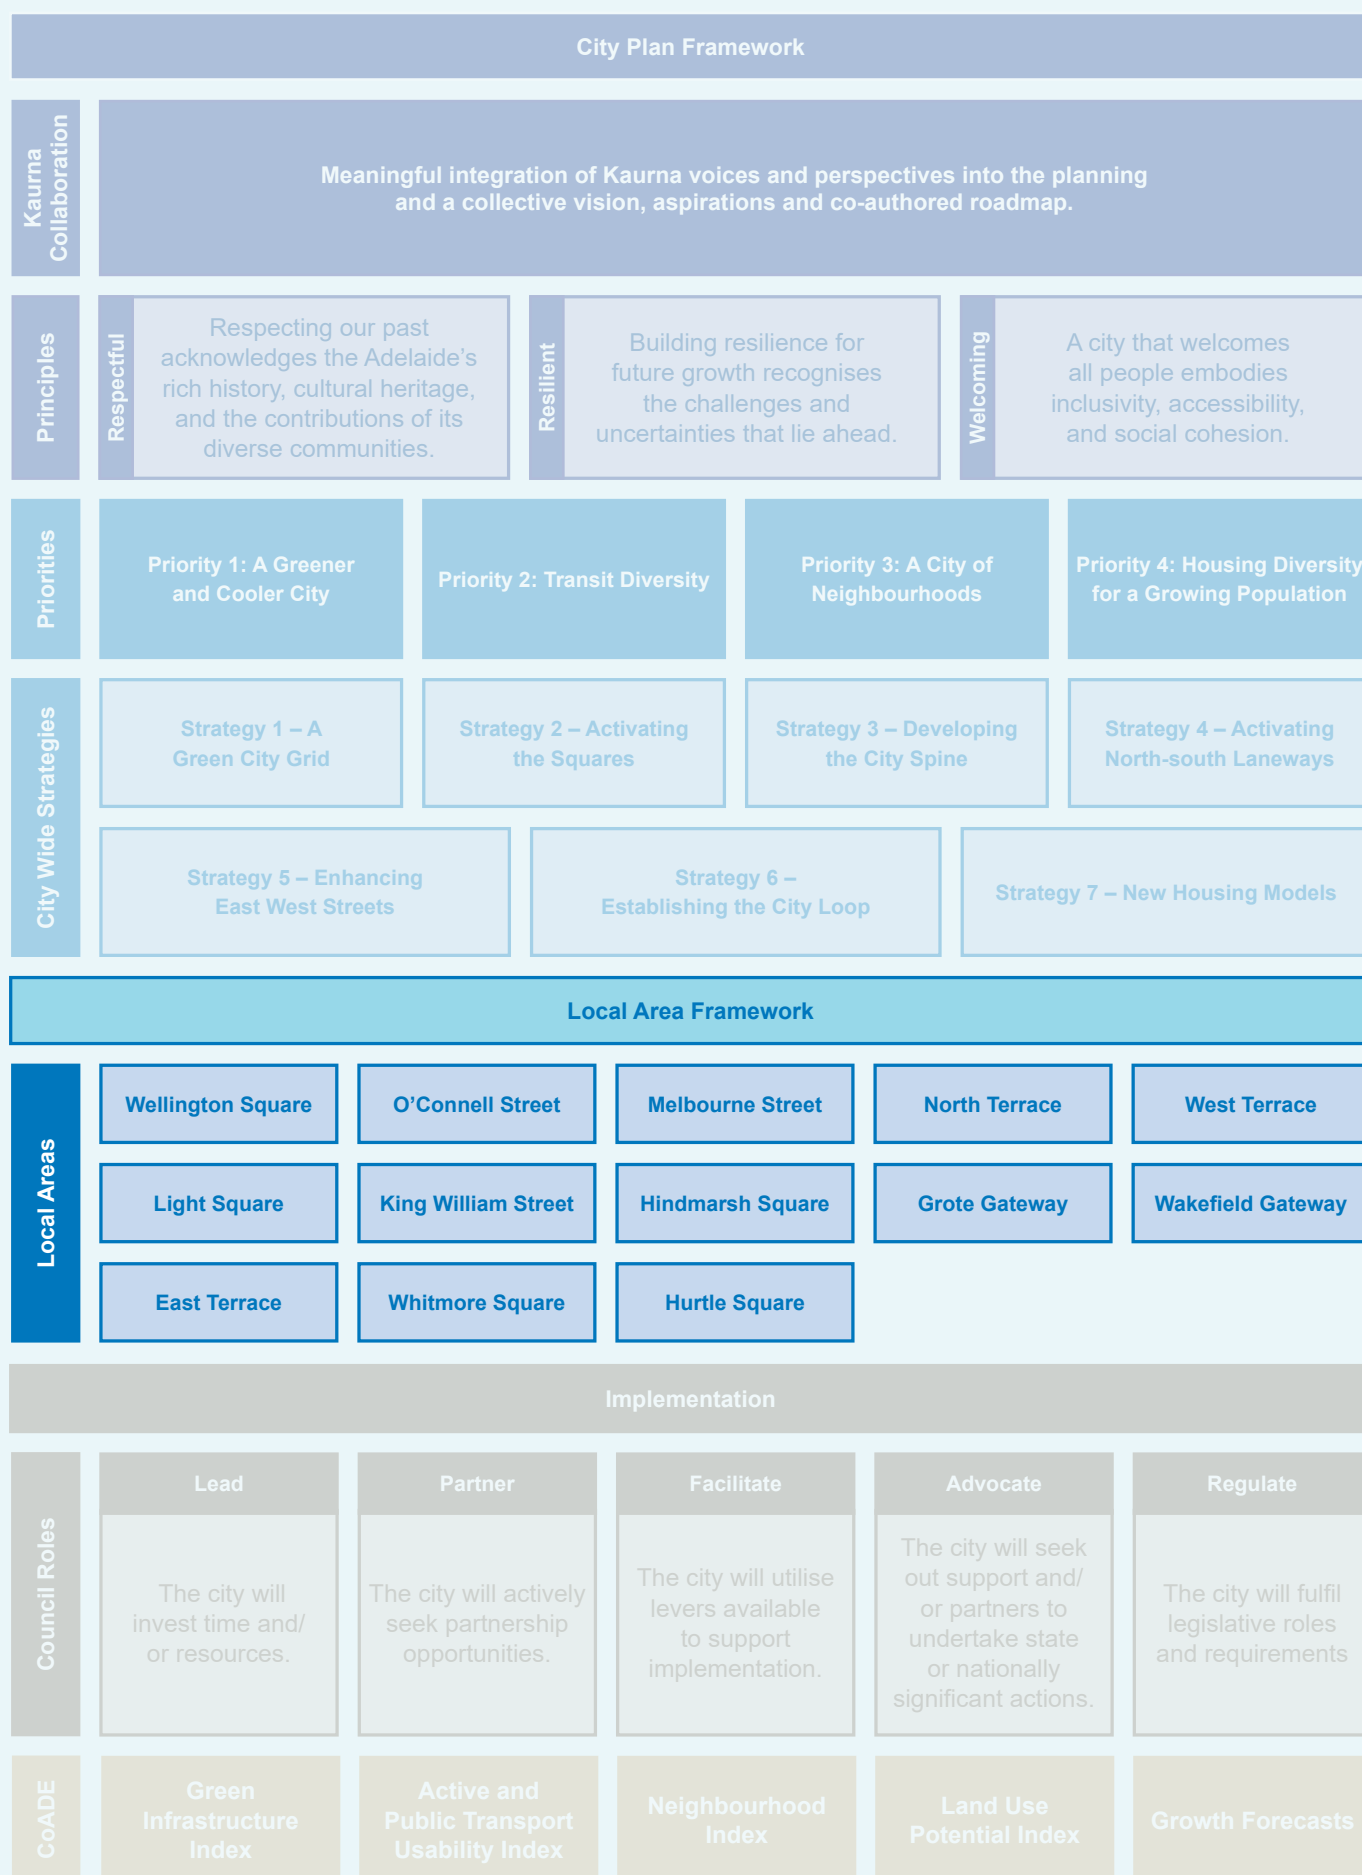 City Plan Framework
Kaurna
Collaboration
Meaningful integration of Kaurna voices and perspectives into the planning
and a collective vision, aspirations and co-authored roadmap.
Principles
Respectful
Respecting our past
acknowledges the Adelaide's
rich history, cultural heritage,
and the contributions of its
diverse communities.
Resilient
Building resilience for
future growth recognises
the challenges and
uncertainties that lie ahead.
Welcoming
A city that welcomes
all people embodies
inclusivity, accessibility,
and social cohesion.
Priorities
Priority 1: A Greener
and Cooler City
Priority 2: Transit Diversity
Priority 3: A City of
Neighbourhoods
Priority 4: Housing Diversity
for a Growing Population
City Wide Strategies
Strategy 1 – A
Green City Grid
Strategy 2 – Activating
the Squares
Strategy 3 – Developing
the City Spine
Strategy 4 – Activating
North-south Laneways
Strategy 5 – Enhancing
East West Streets
Strategy 6 –
Establishing the City Loop
Strategy 7 – New Housing Models
Local Area Framework
Local Areas
Wellington Square
O'Connell Street
Melbourne Street
North Terrace
West Terrace
Light Square
King William Street
Hindmarsh Square
Grote Gateway
Wakefield Gateway
East Terrace
Whitmore Square
Hurtle Square
Implementation
Council Roles
Lead
The city will
invest time and/
or resources.
Partner
The city will actively
seek partnership
opportunities.
Facilitate
The city will utilise
levers available
to support
implementation.
Advocate
The city will seek
out support and/
or partners to
undertake state
or nationally
significant actions.
Regulate
The city will fulfil
legislative roles
and requirements
CoADE
Green
Infrastructure
Index
Active and
Public Transport
Usability Index
Neighbourhood
Index
Land Use
Potential Index
Growth Forecasts